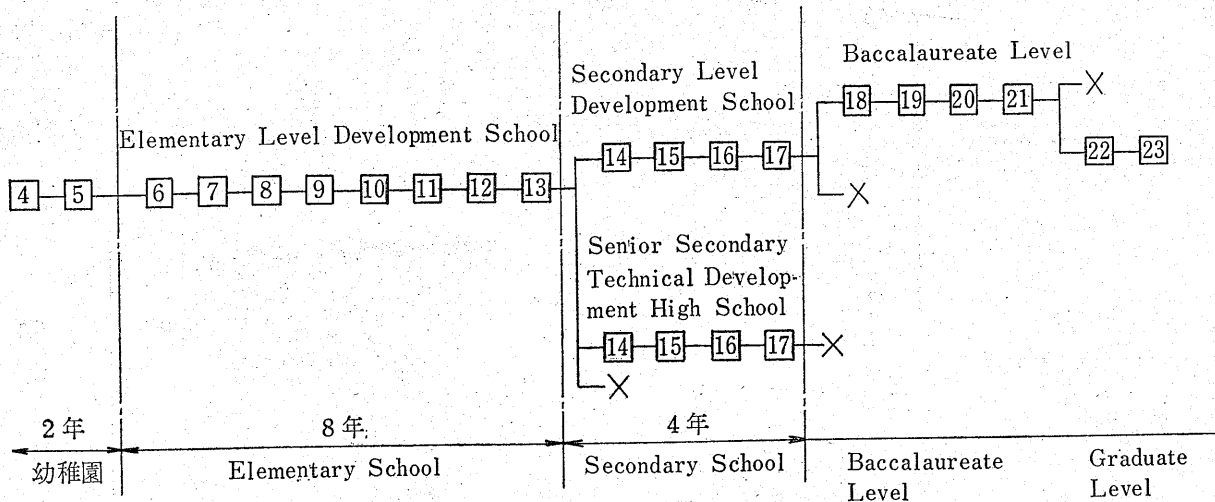 Baccalaureate Level
18 19 20 21
22 23
Secondary Level
Development School
14 15 16 17
Elementary Level Development School
4 5 6 7 8 9 10 11 12 13
Senior Secondary
Technical Develop-
ment High School
14 15 16 17
2年
8年
4年
幼稚園
Elementary School
Secondary School
Baccalaureate
Level
Graduate
Level